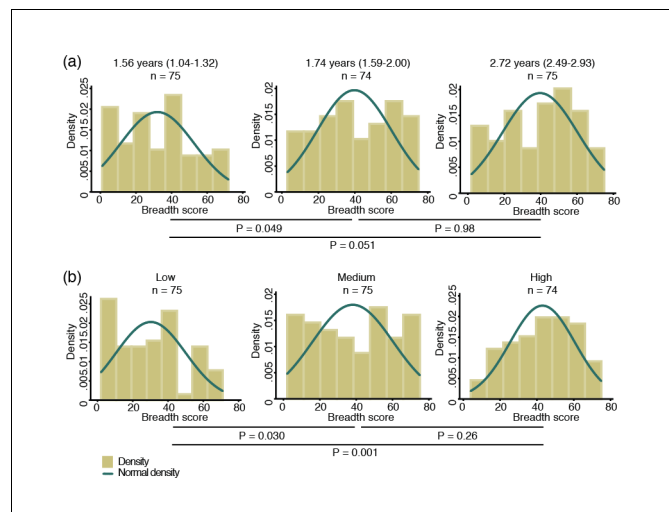 (a)
1.56 years (1.04-1.32)
n = 75
1.74 years (1.59-2.00)
n = 74
2.72 years (2.49-2.93)
n = 75
Density
0 .005 .01 .015 .02 .025
0 20 40 60 80
Breadth score
Density
0 .005 .01 .015 .02
0 20 40 60 80
Breadth score
Density
0 .005 .01 .015 .02
0 20 40 60 80
Breadth score
P = 0.049
P = 0.98
P = 0.051
(b)
Low
n = 75
Medium
n = 75
High
n = 74
Density
0 .005 .01 .015 .02 .025
0 20 40 60 80
Breadth score
Density
0 .005 .01 .015 .02
0 20 40 60 80
Breadth score
Density
0 .005 .01 .015 .02 .025
0 20 40 60 80
Breadth score
P = 0.030
P = 0.26
P = 0.001
Density
Normal density